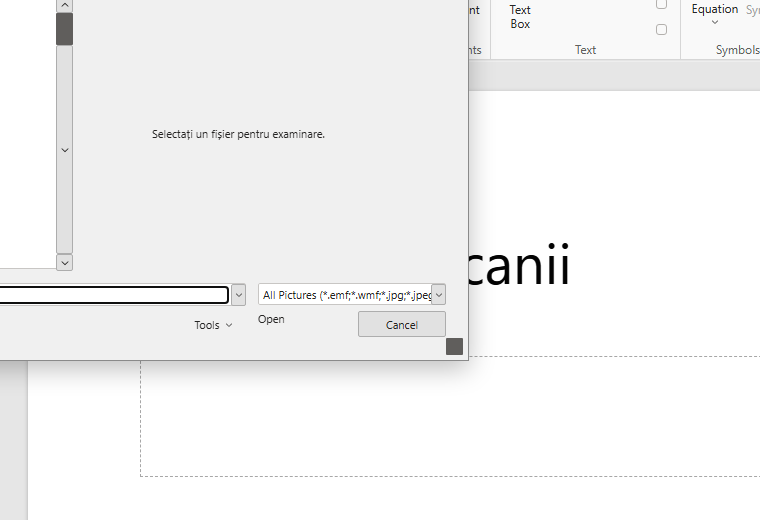 nt
Text
Box
Equation
Sy
nts
Text
Symbols
Selectați un fișier pentru examinare.
canii
All Pictures (*.emf;*.wmf;*.jpg;*.jpeg
Tools
Open
Cancel